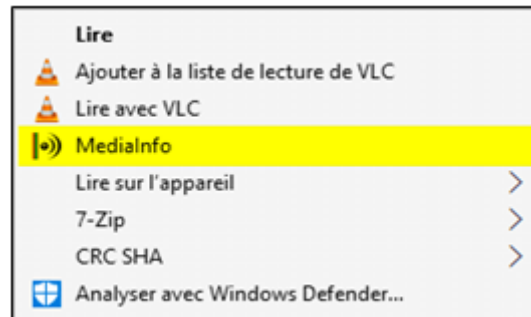 Lire
Ajouter à la liste de lecture de VLC
Lire avec VLC
MediaInfo
Lire sur l'appareil
7-Zip
CRC SHA
Analyser avec Windows Defender...